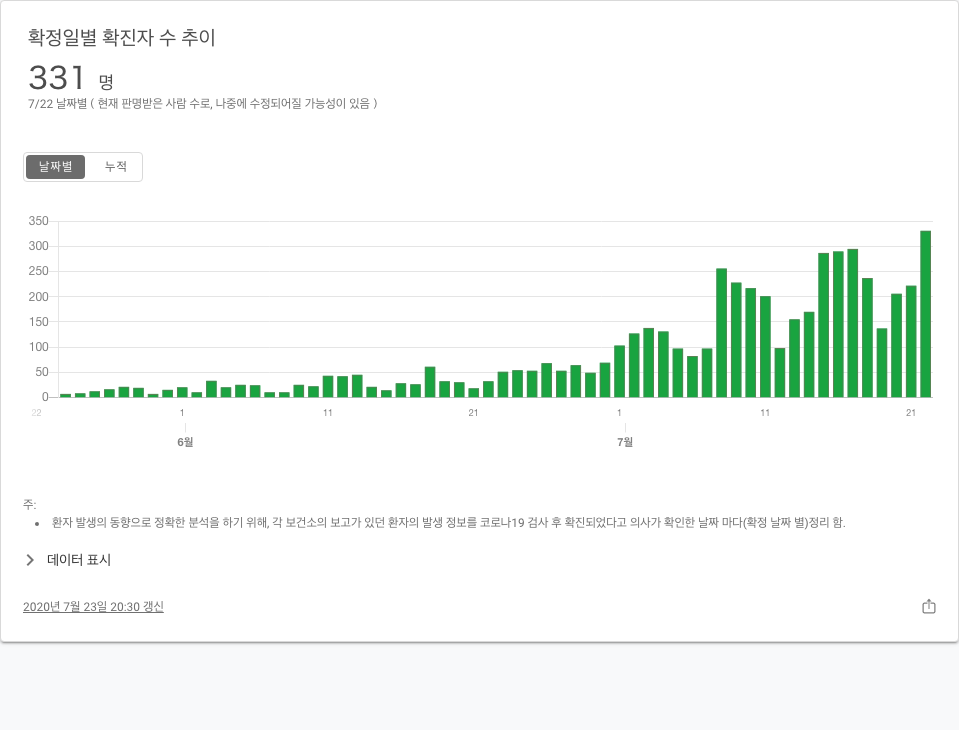 확정일별 확진자 수 추이
331 명
7/22 날짜별 ( 현재 판명받은 사람 수로, 나중에 수정되어질 가능성이 있음 )
날짜별 누적
350
300
250
200
150
100
50
0
22 1 11 21 1 11 21
6월 7월
주:
• 환자 발생의 동향으로 정확한 분석을 하기 위해, 각 보건소의 보고가 있던 환자의 발생 정보를 코로나19 검사 후 확진되었다고 의사가 확인한 날짜 마다(확정 날짜 별)정리 함.
데이터 표시
2020년 7월 23일 20:30 갱신